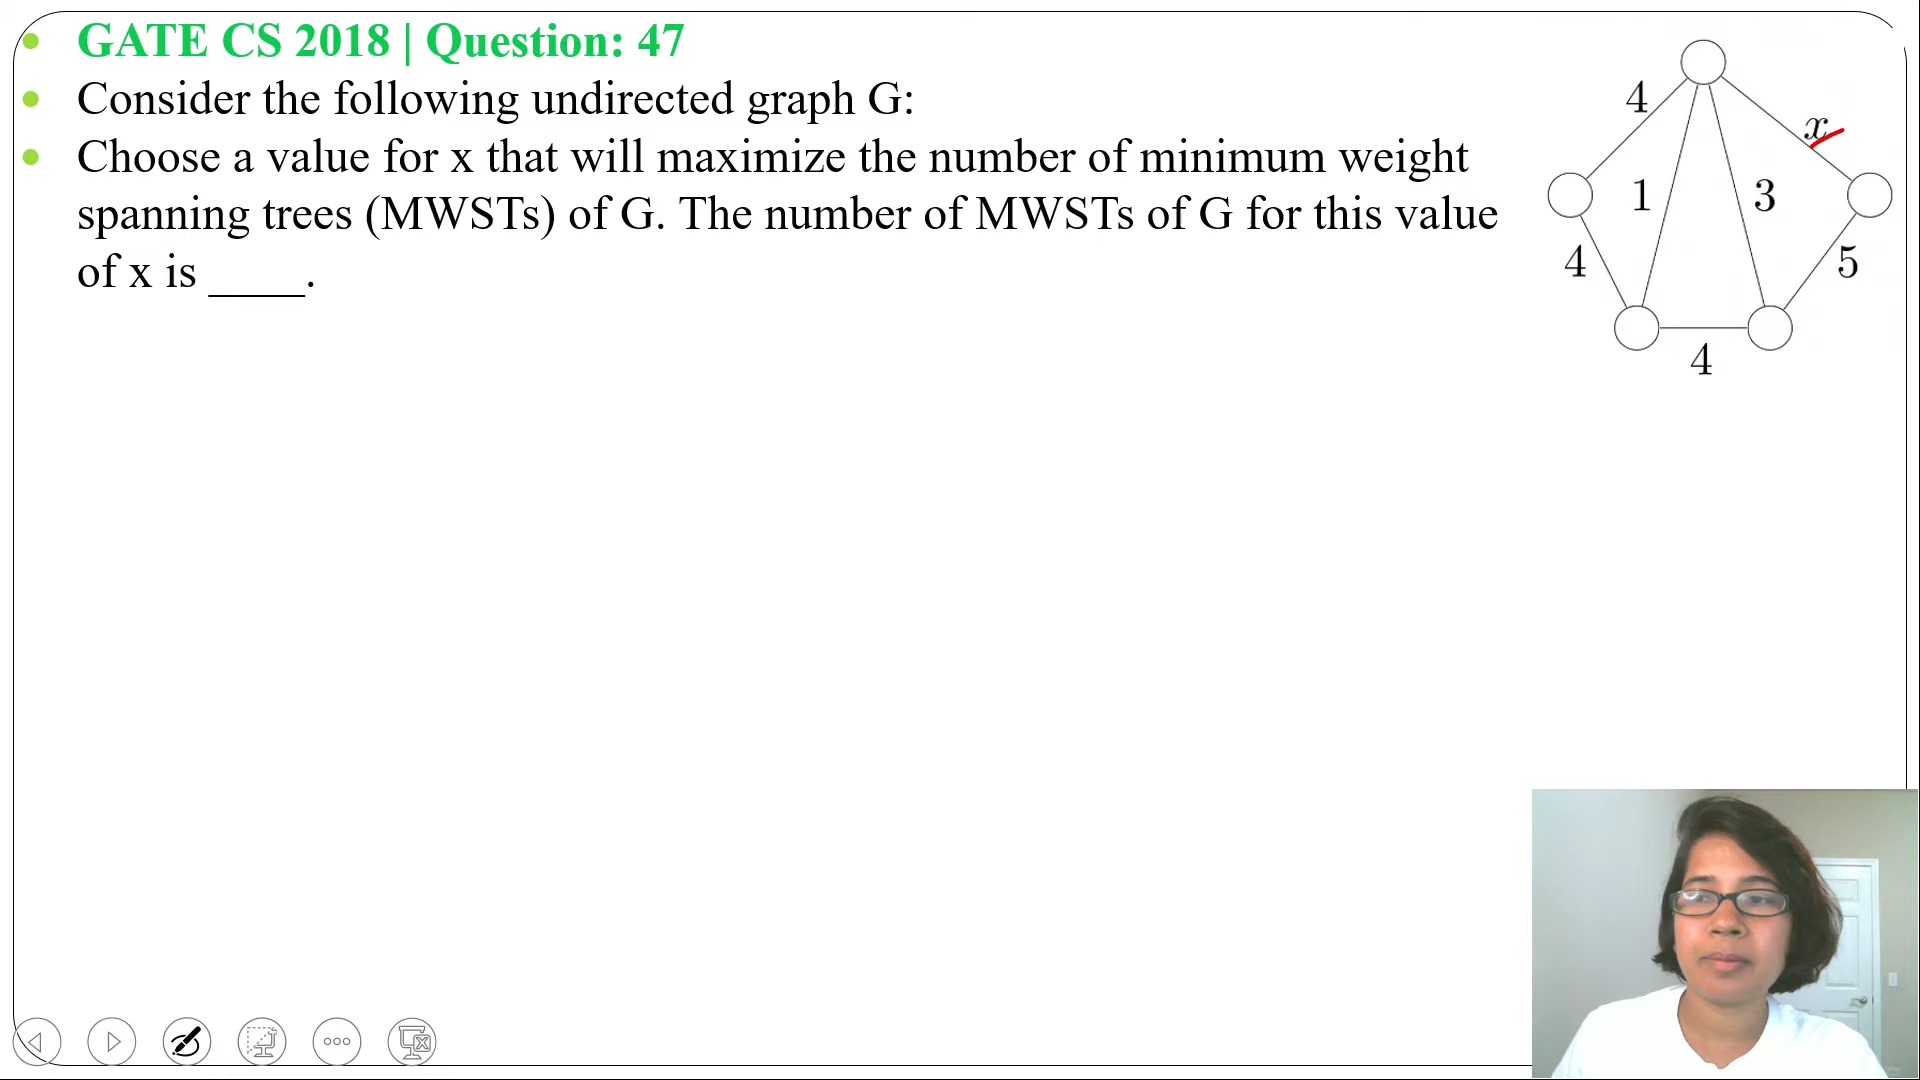 GATE CS 2018 | Question: 47
Consider the following undirected graph G:
Choose a value for x that will maximize the number of minimum weight
spanning trees (MWSTs) of G. The number of MWSTs of G for this value
of x is ____.
4
x
1
3
4
5
4